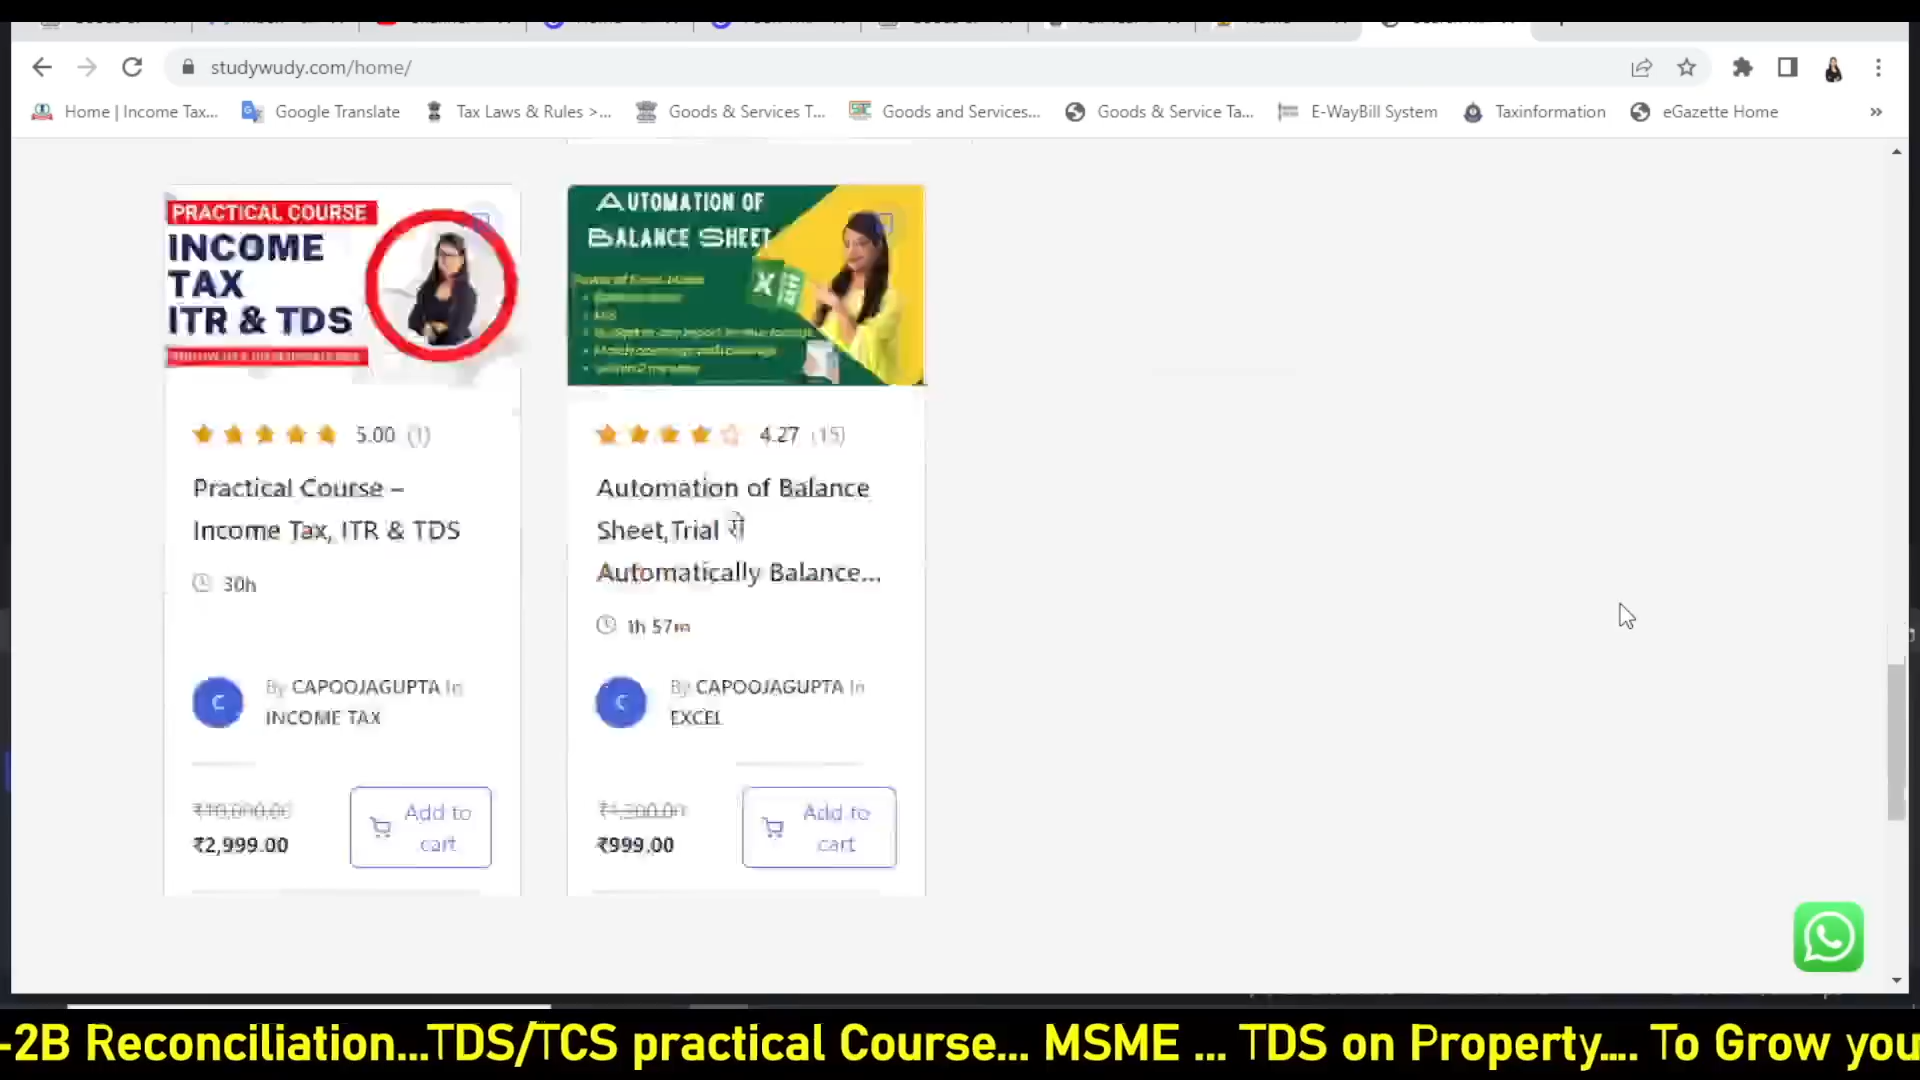 studywudy.com/home/
Home | Income Tax...
Google Translate
Tax Laws & Rules >...
Goods & Services T...
Goods and Services...
Goods & Service Ta...
E-WayBill System
Taxinformation
eGazette Home
»
PRACTICAL COURSE
INCOME
TAX
ITR & TDS
AUTOMATION OF
BALANCE SHEET
5.00 (1)
4.27 (15)
Practical Course –
Income Tax, ITR & TDS
Automation of Balance
Sheet,Trial से
Automatically Balance...
30h
1h 57m
C
By CAPOOJAGUPTA In
INCOME TAX
C
By CAPOOJAGUPTA In
EXCEL
₹10,000.00
₹2,999.00
Add to
cart
₹999.00
Add to
cart
-2B Reconciliation...TDS/TCS practical Course... MSME ... TDS on Property.... To Grow you